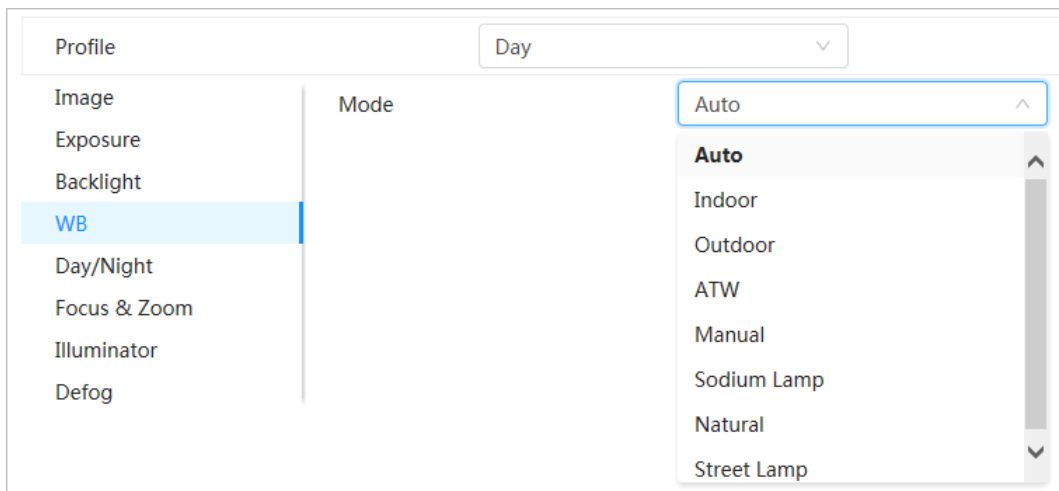 Profile Day
Image
Mode Auto
Exposure
Auto
Backlight
Indoor
WB
Outdoor
Day/Night
ATW
Focus & Zoom
Manual
Illuminator
Sodium Lamp
Defog
Natural
Street Lamp